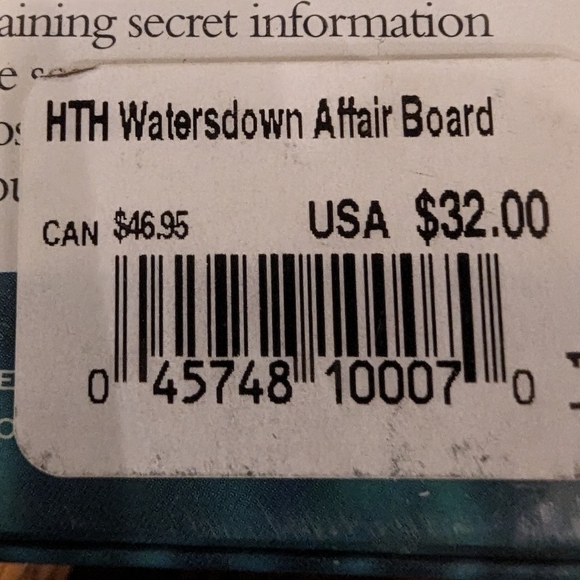 aining secret information
e
HTH Watersdown Affair Board
CAN $46.95 USA $32.00
0 45748 10007 0